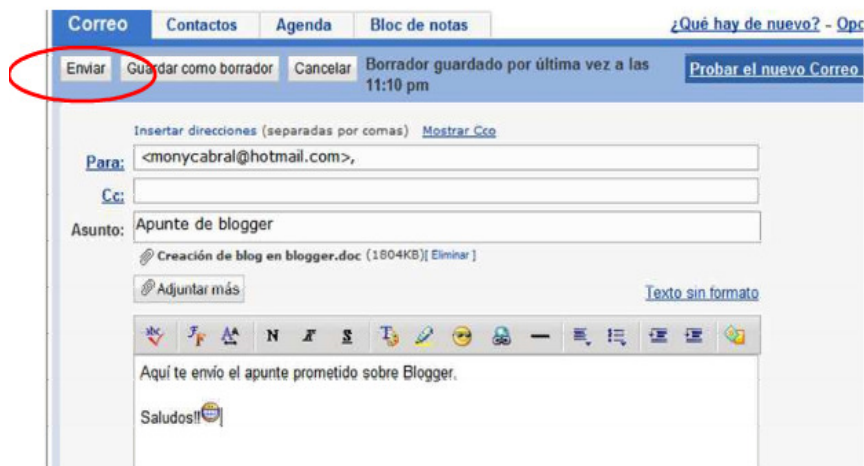 Correo Contactos Agenda Bloc de notas ¿Qué hay de nuevo? - Opc
Enviar Guardar como borrador Cancelar Borrador guardado por última vez a las
11:10 pm
Probar el nuevo Correo
Insertar direcciones (separadas por comas) Mostrar Cco
Para: <monycabral@hotmail.com>,
Cc:
Asunto: Apunte de blogger
Creación de blog en blogger.doc (1804KB)[ Eliminar ]
Adjuntar más
Texto sin formato
abc F F A A N F S T
Aquí te envío el apunte prometido sobre Blogger.
Saludos!!